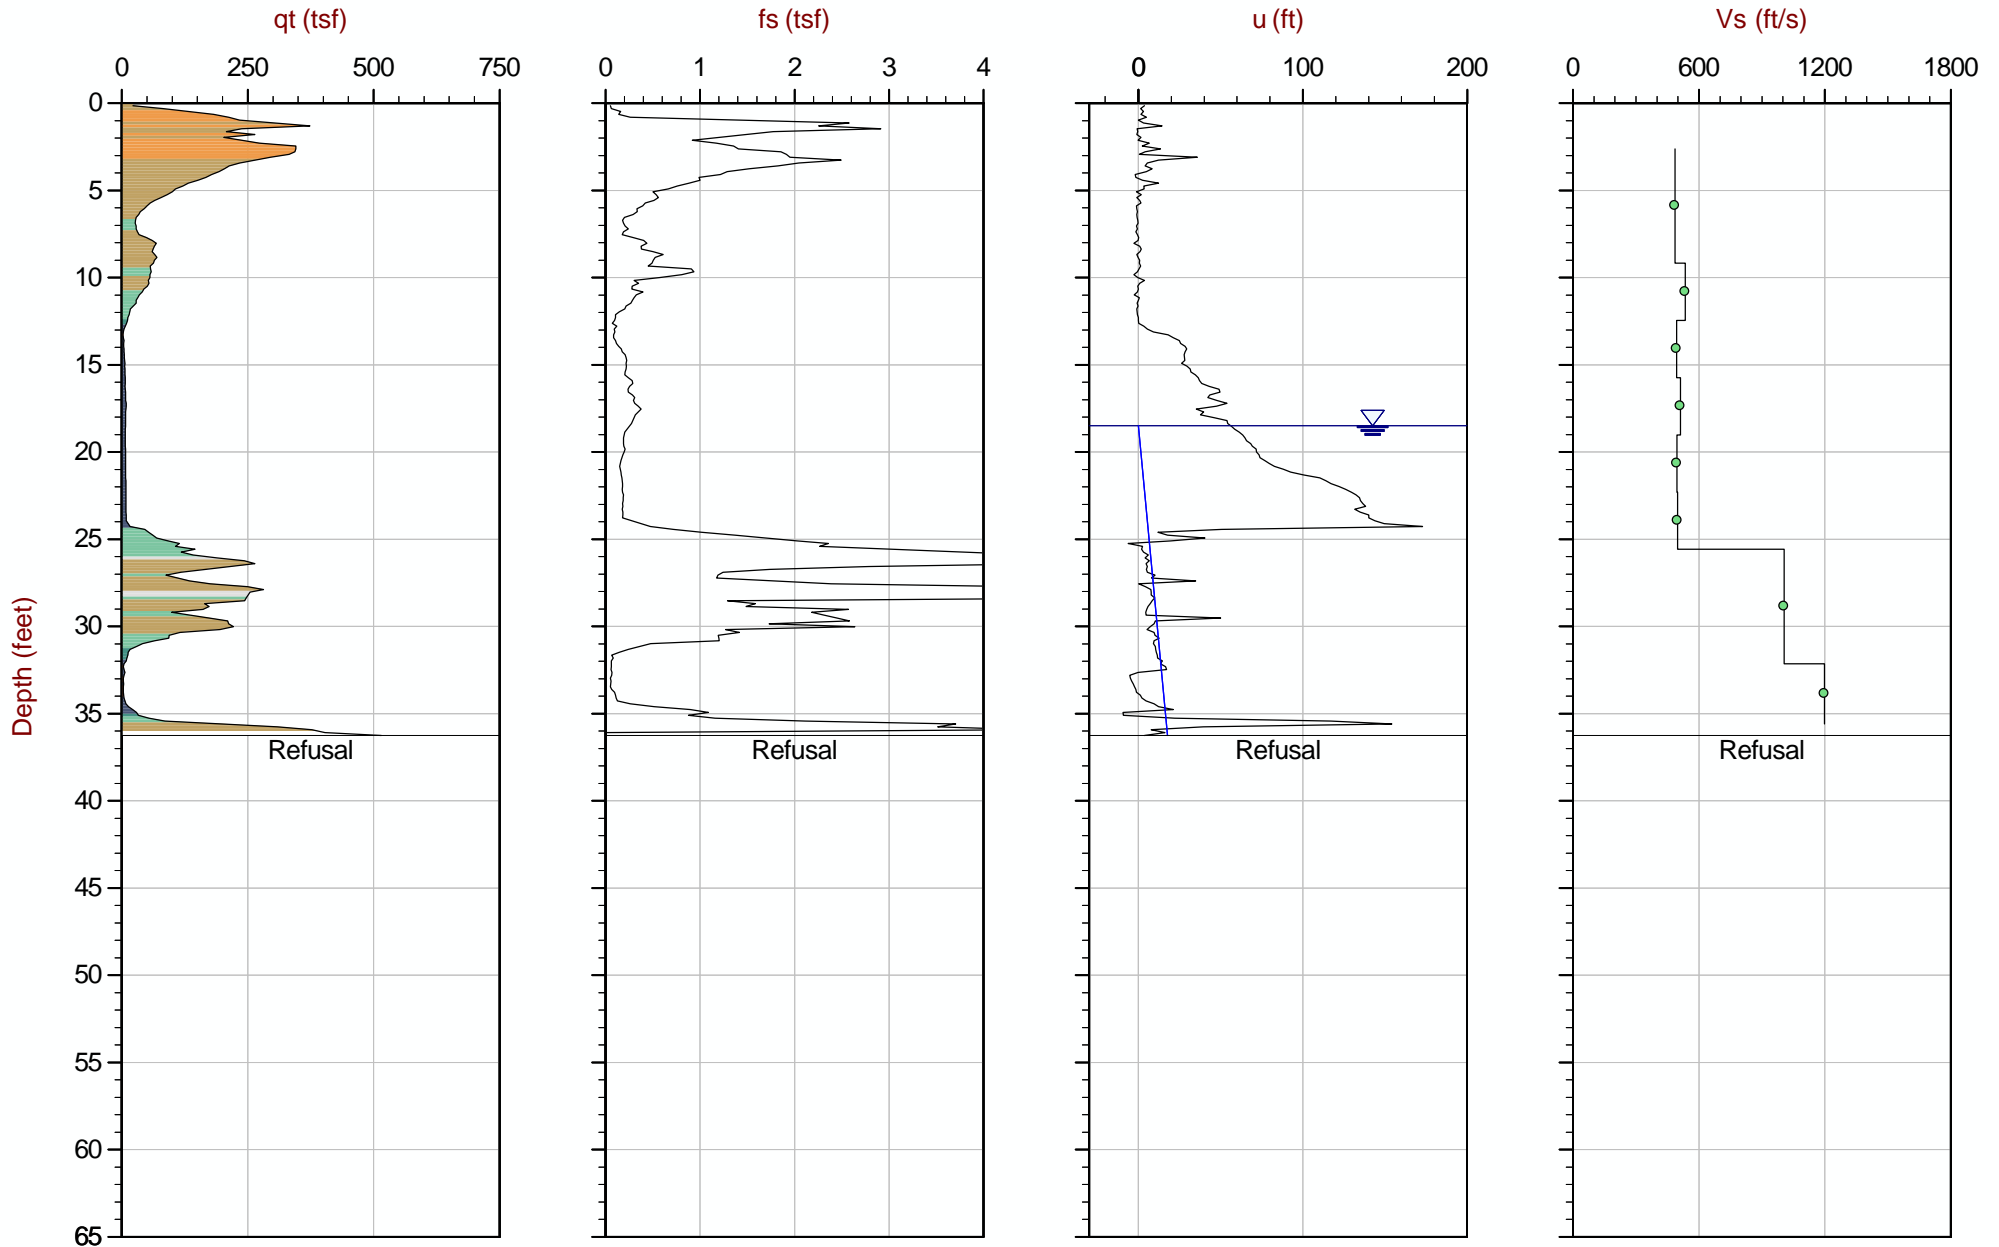 qt (tsf)
fs (tsf)
u (ft)
Vs (ft/s)
0 250 500 750
0 1 2 3 4
0 100 200
0 600 1200 1800
0
5
10
15
20
25
30
35
40
45
50
55
60
65
Depth (feet)
Refusal
Refusal
Refusal
Refusal